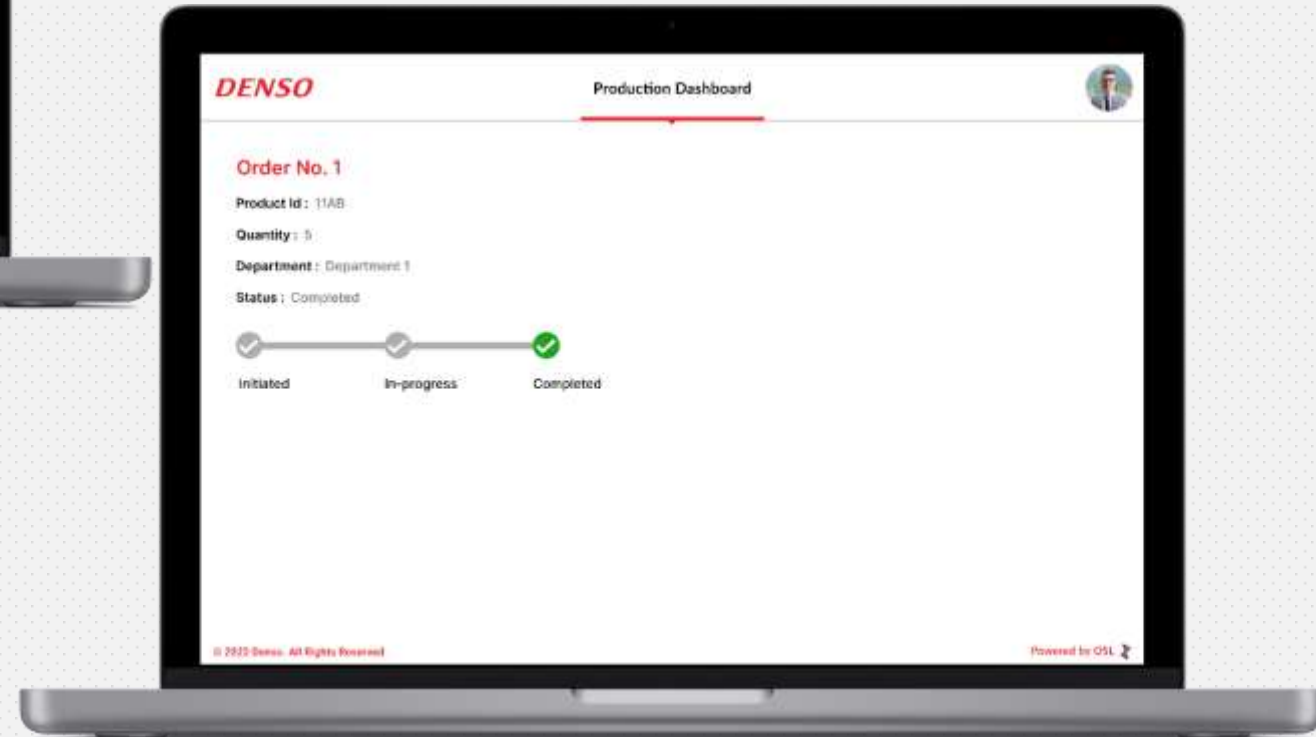 DENSO
Production Dashboard
Order No. 1
Product Id : 11AB
Quantity : 5
Department : Department 1
Status : Completed
Initiated In-progress Completed
© 2023 Denso. All Rights Reserved
Powered by OSL